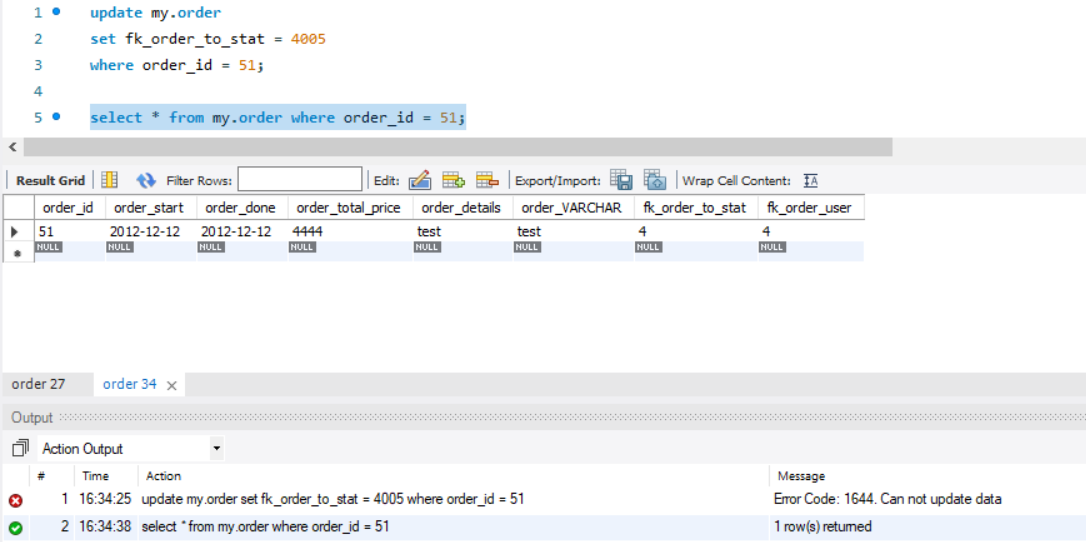 1 update my.order
2 set fk_order_to_stat = 4005
3 where order_id = 51;
4
5 select * from my.order where order_id = 51;
Result Grid Filter Rows: Edit: Export/Import: Wrap Cell Content: IA
order_id order_start order_done order_total_price order_details order_VARCHAR fk_order_to_stat fk_order_user
51 2012-12-12 2012-12-12 4444 test test 4 4
NULL NULL NULL NULL NULL NULL NULL NULL
order 27 order 34
Output
Action Output
# Time Action Message
1 16:34:25 update my.order set fk_order_to_stat = 4005 where order_id = 51 Error Code: 1644. Can not update data
2 16:34:38 select * from my.order where order_id = 51 1 row(s) returned